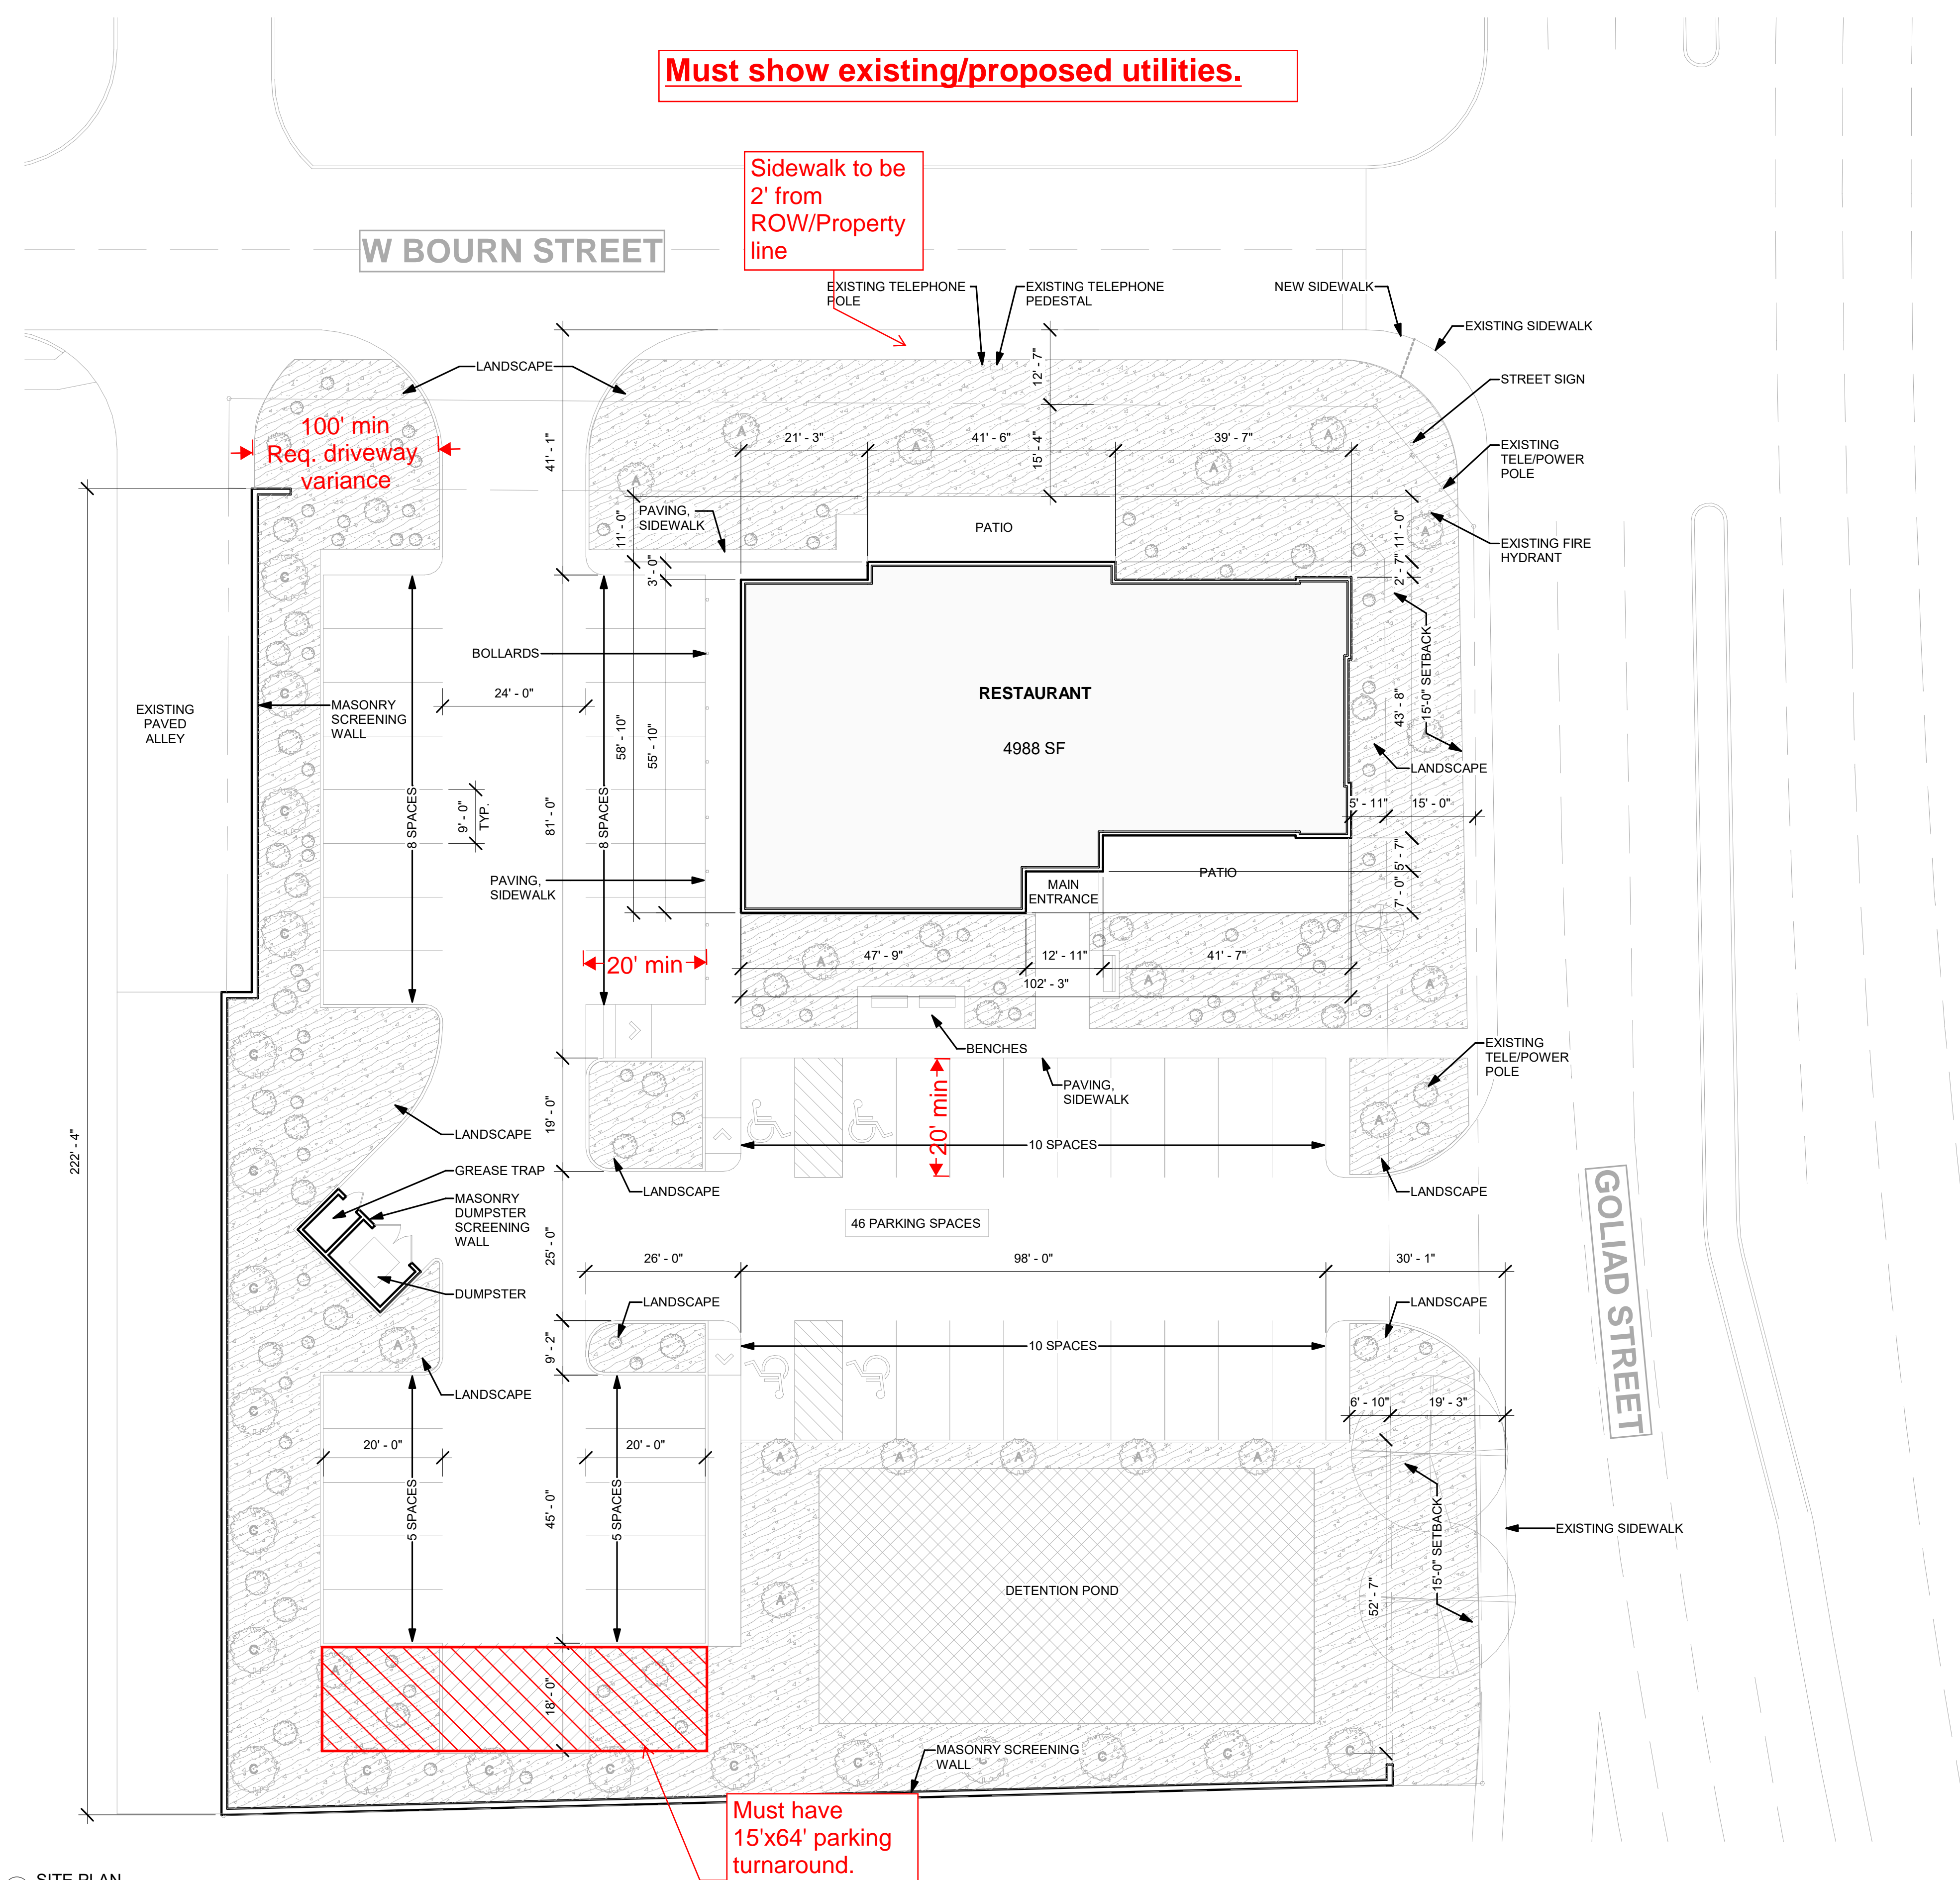 Must show existing/proposed utilities.
Sidewalk to be
2' from
ROW/Property
line
W BOURN STREET
EXISTING TELEPHONE
POLE
EXISTING TELEPHONE
PEDESTAL
NEW SIDEWALK
EXISTING SIDEWALK
LANDSCAPE
12' - 7"
STREET SIGN
100' min
Req. driveway
variance
41' - 1"
21' - 3"
41' - 6"
15' - 4"
39' - 7"
A
A
A
A
A
EXISTING
TELE/POWER
POLE
PAVING,
SIDEWALK
11' - 0"
PATIO
11' - 0"
A
EXISTING FIRE
HYDRANT
C
3' - 0"
2' - 7"
BOLLARDS
15'-0" SETBACK
24' - 0"
C
EXISTING
PAVED
ALLEY
MASONRY
SCREENING
WALL
RESTAURANT
4988 SF
58' - 10"
55' - 10"
43' - 8"
A
LANDSCAPE
8 SPACES
9' - 0"
TYP.
81' - 0"
8 SPACES
C
5' - 11"
15' - 0"
PAVING,
SIDEWALK
MAIN
ENTRANCE
PATIO
5' - 7"
7' - 0"
C
20' min
A
47' - 9"
12' - 11"
41' - 7"
102' - 3"
A
C
A
C
BENCHES
EXISTING
TELE/POWER
POLE
PAVING,
SIDEWALK
19' - 0"
20' min
LANDSCAPE
A
10 SPACES
C
GREASE TRAP
LANDSCAPE
LANDSCAPE
MASONRY
DUMPSTER
SCREENING
WALL
46 PARKING SPACES
GOLIAD STREET
25' - 0"
26' - 0"
98' - 0"
30' - 1"
C
DUMPSTER
LANDSCAPE
LANDSCAPE
9' - 2"
A
10 SPACES
LANDSCAPE
6' - 10"
19' - 3"
C
20' - 0"
20' - 0"
A
A
A
A
A
5 SPACES
45' - 0"
5 SPACES
15'-0" SETBACK
EXISTING SIDEWALK
C
DETENTION POND
A
52' - 7"
C
A
18' - 0"
MASONRY SCREENING
WALL
C
C
C
C
C
C
C
C
C
C
Must have
15'x64' parking
turnaround.
222' - 4"
SITE PLAN